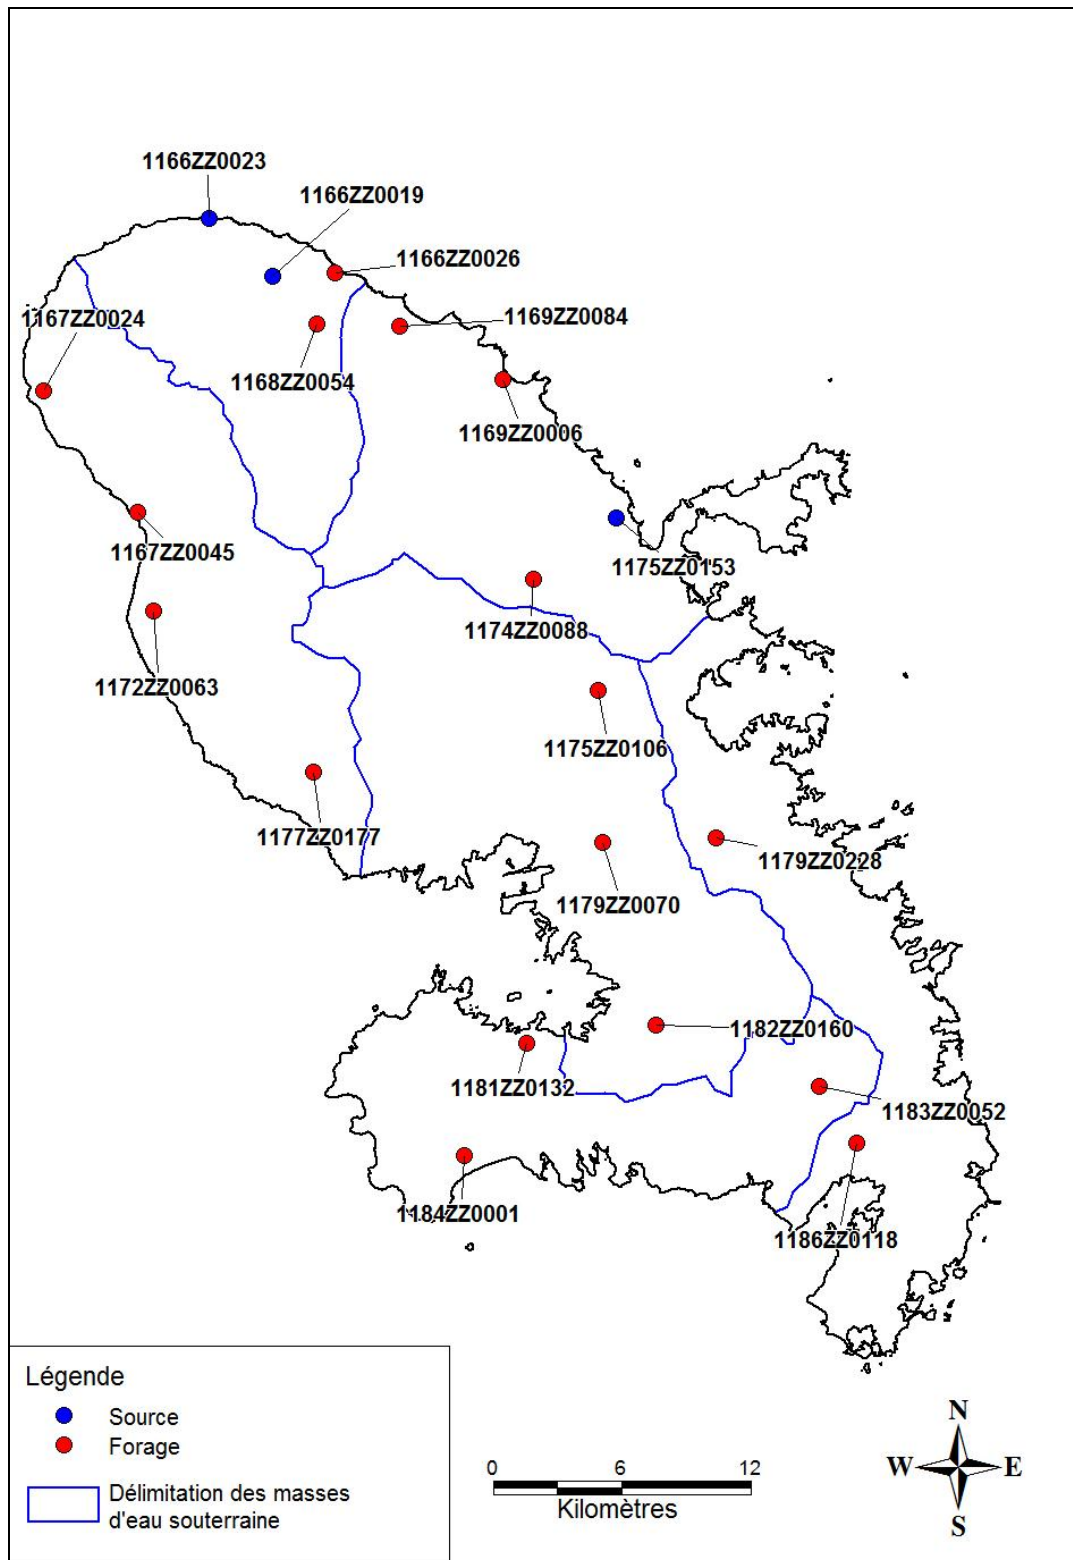 1166ZZ0023
1166ZZ0019
1166ZZ0026
1167ZZ0024
1169ZZ0084
1168ZZ0054
1169ZZ0006
1167ZZ0045
1175ZZ0153
1174ZZ0088
1172ZZ0063
1175ZZ0106
1177ZZ0177
1179ZZ0228
1179ZZ0070
1182ZZ0160
1181ZZ0132
1183ZZ0052
1184ZZ0001
1186ZZ0118
Légende
Source
Forage
Délimitation des masses
d'eau souterraine
0 6 12
Kilomètres
N
W E
S